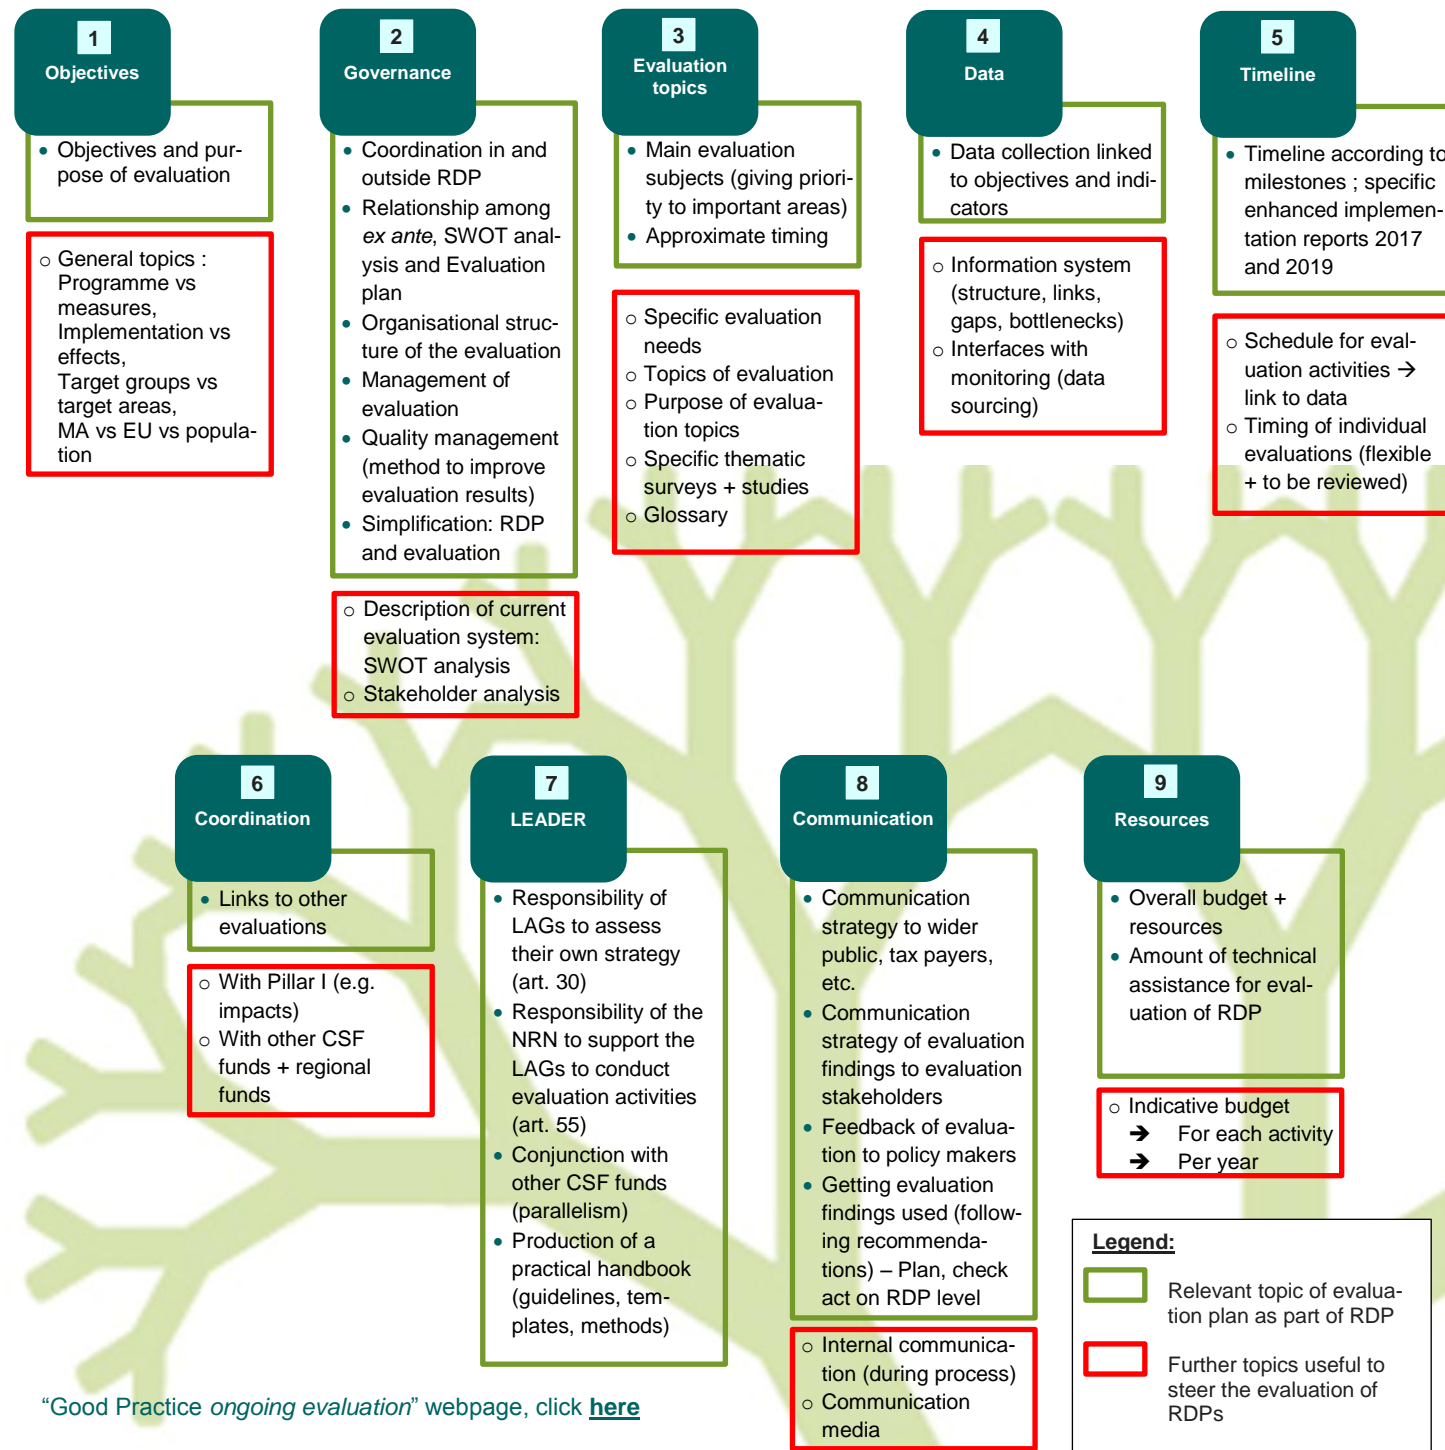 1
Objectives
• Objectives and pur-
pose of evaluation
○ General topics :
Programme vs
measures,
Implementation vs
effects,
Target groups vs
target areas,
MA vs EU vs popula-
tion
2
Governance
• Coordination in and
outside RDP
• Relationship among
ex ante, SWOT anal-
ysis and Evaluation
plan
• Organisational struc-
ture of the evaluation
• Management of
evaluation
• Quality management
(method to improve
evaluation results)
• Simplification: RDP
and evaluation
○ Description of current
evaluation system:
SWOT analysis
○ Stakeholder analysis
3
Evaluation
topics
• Main evaluation
subjects (giving priori-
ty to important areas)
• Approximate timing
○ Specific evaluation
needs
○ Topics of evaluation
○ Purpose of evalua-
tion topics
○ Specific thematic
surveys + studies
○ Glossary
4
Data
• Data collection linked
to objectives and indi-
cators
○ Information system
(structure, links,
gaps, bottlenecks)
○ Interfaces with
monitoring (data
sourcing)
5
Timeline
• Timeline according to
milestones ; specific
enhanced implemen-
tation reports 2017
and 2019
○ Schedule for eval-
uation activities →
link to data
○ Timing of individual
evaluations (flexible
+ to be reviewed)
6
Coordination
• Links to other
evaluations
○ With Pillar I (e.g.
impacts)
○ With other CSF
funds + regional
funds
7
LEADER
• Responsibility of
LAGs to assess
their own strategy
(art. 30)
• Responsibility of the
NRN to support the
LAGs to conduct
evaluation activities
(art. 55)
• Conjunction with
other CSF funds
(parallelism)
• Production of a
practical handbook
(guidelines, tem-
plates, methods)
8
Communication
• Communication
strategy to wider
public, tax payers,
etc.
• Communication
strategy of evaluation
findings to evaluation
stakeholders
• Feedback of evalua-
tion to policy makers
• Getting evaluation
findings used (follow-
ing recommenda-
tions) – Plan, check
act on RDP level
○ Internal communica-
tion (during process)
○ Communication
media
9
Resources
• Overall budget +
resources
• Amount of technical
assistance for eval-
uation of RDP
○ Indicative budget
➔ For each activity
➔ Per year
Legend:
Relevant topic of evalua-
tion plan as part of RDP
Further topics useful to
steer the evaluation of
RDPs
“Good Practice ongoing evaluation” webpage, click here